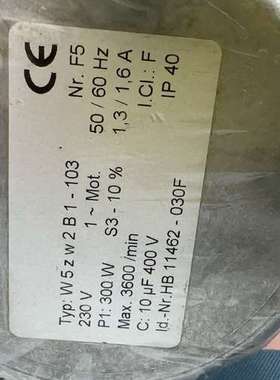 CE
Typ: W 5 z w 2 B 1 - 103 Nr. F5
230 V 1 ~ Mot. 50 / 60 Hz
P1: 300 W S3 - 10 % 1,3 / 1,6 A
Max. 3600 /min I.Cl.: F
C: 10 µF 400 V IP 40
Id.-Nr.HB 11462 - 030F